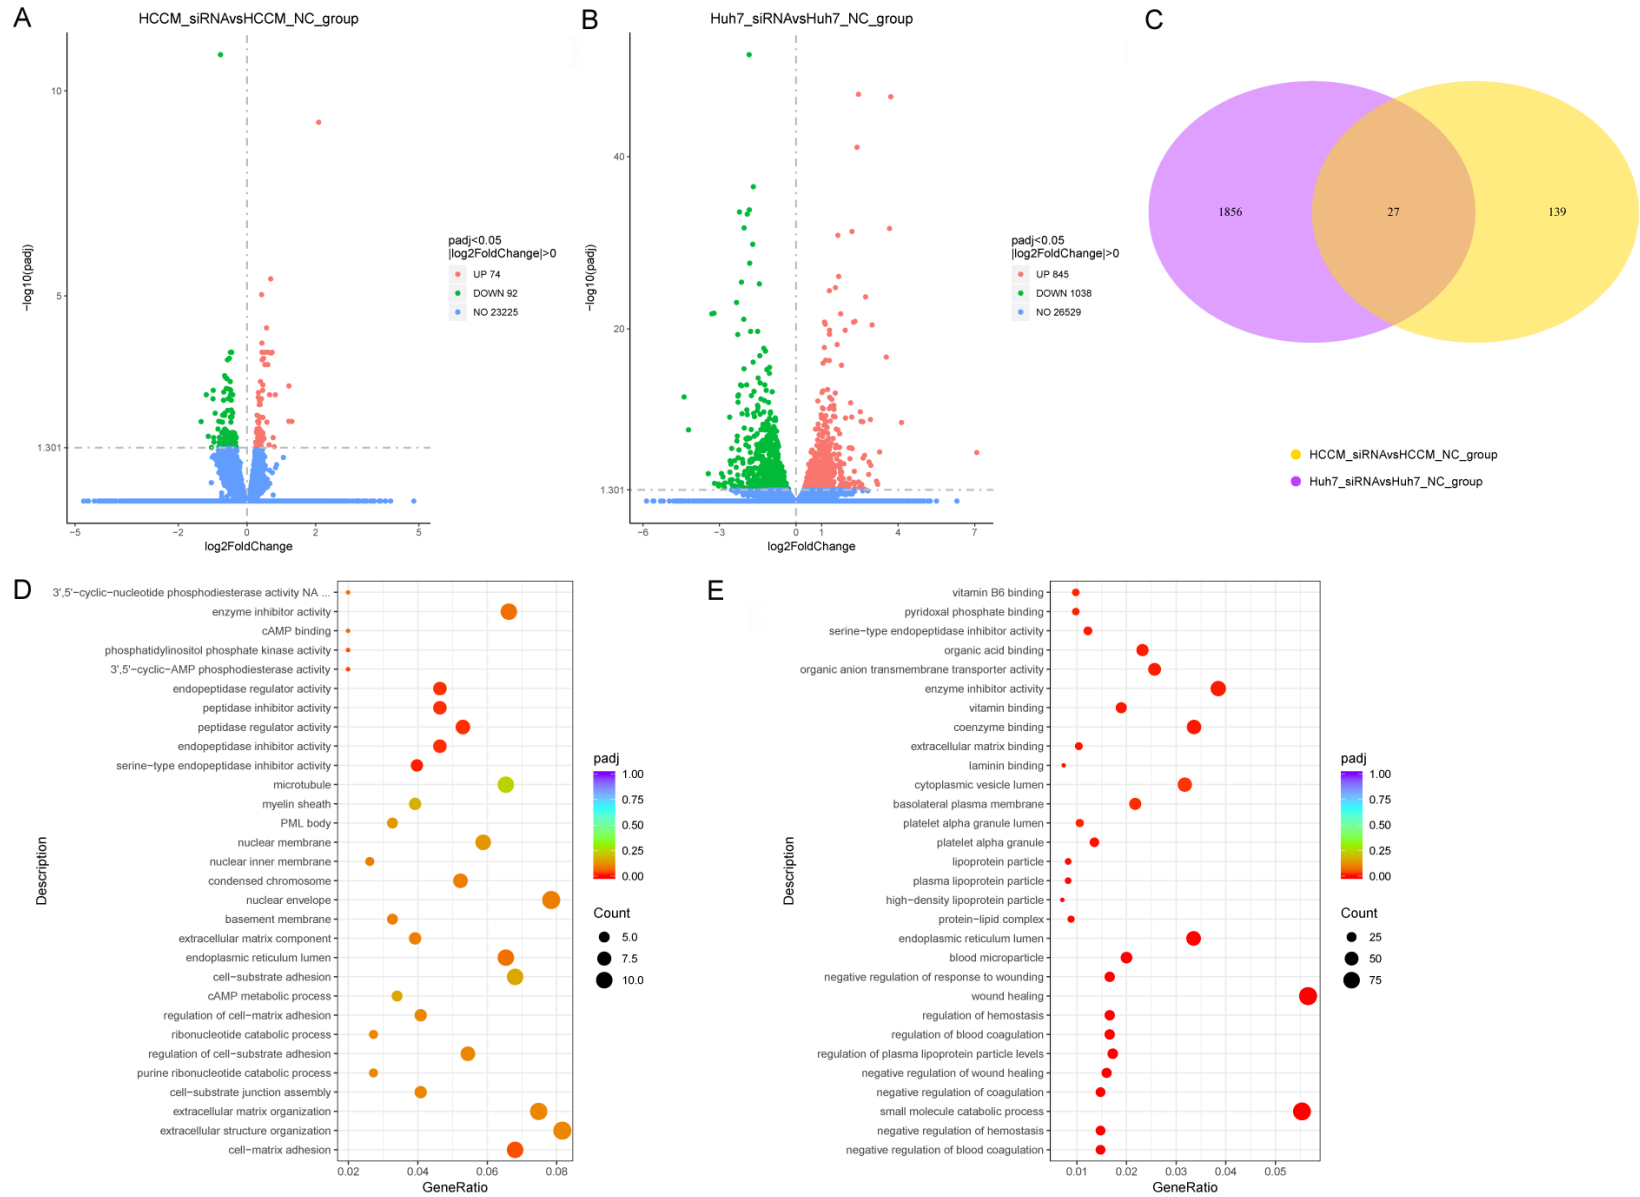 A
HCCM_siRNAvsHCCM_NC_group
−log10(padj)
10
5
1.301
−5
−2
0
2
5
log2FoldChange
padj<0.05
|log2FoldChange|>0
UP 74
DOWN 92
NO 23225
B
Huh7_siRNAvsHuh7_NC_group
−log10(padj)
40
20
1.301
−6
−3
0
1
4
7
log2FoldChange
padj<0.05
|log2FoldChange|>0
UP 845
DOWN 1038
NO 26529
C
1856
27
139
HCCM_siRNAvsHCCM_NC_group
Huh7_siRNAvsHuh7_NC_group
D
Description
3',5'−cyclic−nucleotide phosphodiesterase activity NA ...
enzyme inhibitor activity
cAMP binding
phosphatidylinositol phosphate kinase activity
3',5'−cyclic−AMP phosphodiesterase activity
endopeptidase regulator activity
peptidase inhibitor activity
peptidase regulator activity
endopeptidase inhibitor activity
serine−type endopeptidase inhibitor activity
microtubule
myelin sheath
PML body
nuclear membrane
nuclear inner membrane
condensed chromosome
nuclear envelope
basement membrane
extracellular matrix component
endoplasmic reticulum lumen
cell−substrate adhesion
cAMP metabolic process
regulation of cell−matrix adhesion
ribonucleotide catabolic process
regulation of cell−substrate adhesion
purine ribonucleotide catabolic process
cell−substrate junction assembly
extracellular matrix organization
extracellular structure organization
cell−matrix adhesion
0.02
0.04
0.06
0.08
GeneRatio
padj
1.00
0.75
0.50
0.25
0.00
Count
5.0
7.5
10.0
E
Description
vitamin B6 binding
pyridoxal phosphate binding
serine−type endopeptidase inhibitor activity
organic acid binding
organic anion transmembrane transporter activity
enzyme inhibitor activity
vitamin binding
coenzyme binding
extracellular matrix binding
laminin binding
cytoplasmic vesicle lumen
basolateral plasma membrane
platelet alpha granule lumen
platelet alpha granule
lipoprotein particle
plasma lipoprotein particle
high−density lipoprotein particle
protein−lipid complex
endoplasmic reticulum lumen
blood microparticle
negative regulation of response to wounding
wound healing
regulation of hemostasis
regulation of blood coagulation
regulation of plasma lipoprotein particle levels
negative regulation of wound healing
negative regulation of coagulation
small molecule catabolic process
negative regulation of hemostasis
negative regulation of blood coagulation
0.01
0.02
0.03
0.04
0.05
GeneRatio
padj
1.00
0.75
0.50
0.25
0.00
Count
25
50
75